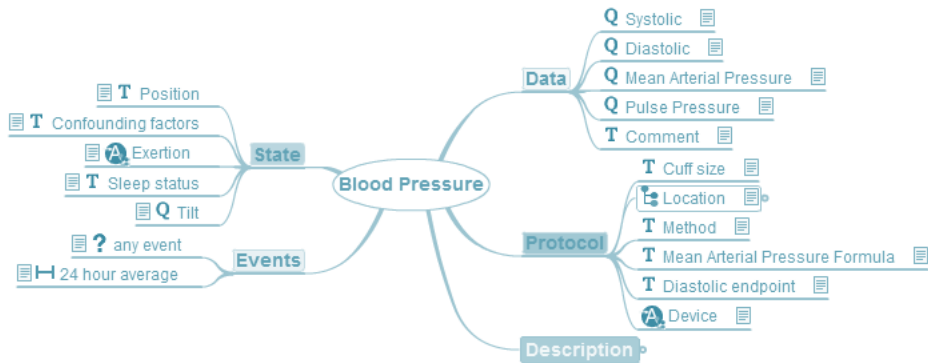 Blood Pressure
Data
Q Systolic
Q Diastolic
Q Mean Arterial Pressure
Q Pulse Pressure
T Comment
Protocol
T Cuff size
Location
T Method
T Mean Arterial Pressure Formula
T Diastolic endpoint
A Device
Description
State
T Position
T Confounding factors
A Exertion
T Sleep status
Q Tilt
Events
? any event
24 hour average